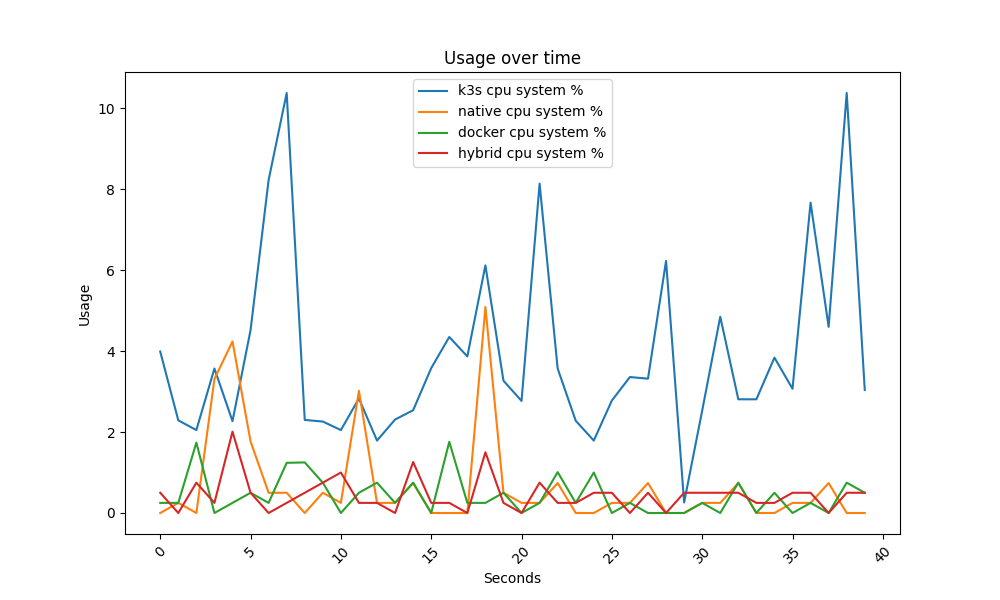 Usage over time
k3s cpu system %
native cpu system %
docker cpu system %
hybrid cpu system %
Usage
10
8
6
4
2
0
0 5 10 15 20 25 30 35 40
Seconds